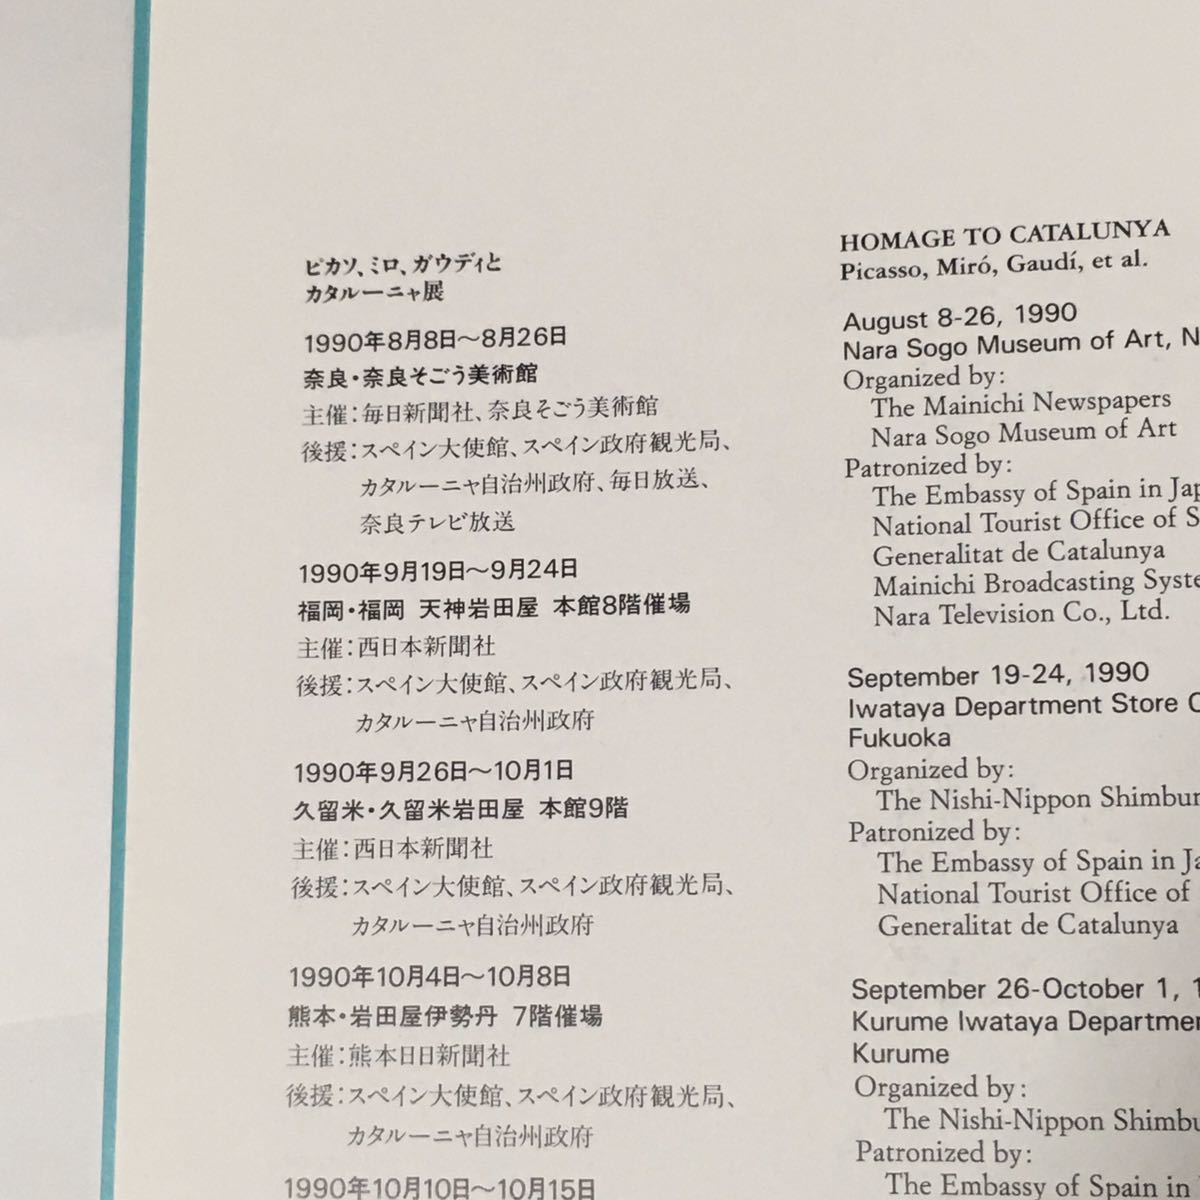 ピカソ、ミロ、ガウディと
カタルーニャ展
1990年8月8日〜8月26日
奈良・奈良そごう美術館
主催：毎日新聞社、奈良そごう美術館
後援：スペイン大使館、スペイン政府観光局、
カタルーニャ自治州政府、毎日放送、
奈良テレビ放送
1990年9月19日〜9月24日
福岡・福岡 天神岩田屋 本館8階催場
主催：西日本新聞社
後援：スペイン大使館、スペイン政府観光局、
カタルーニャ自治州政府
1990年9月26日〜10月1日
久留米・久留米岩田屋 本館9階
主催：西日本新聞社
後援：スペイン大使館、スペイン政府観光局、
カタルーニャ自治州政府
1990年10月4日〜10月8日
熊本・岩田屋伊勢丹 7階催場
主催：熊本日日新聞社
後援：スペイン大使館、スペイン政府観光局、
カタルーニャ自治州政府
1990年10月10日〜10月15日
HOMAGE TO CATALUNYA
Picasso, Miró, Gaudí, et al.
August 8-26, 1990
Nara Sogo Museum of Art, N
Organized by:
The Mainichi Newspapers
Nara Sogo Museum of Art
Patronized by:
The Embassy of Spain in Jap
National Tourist Office of S
Generalitat de Catalunya
Mainichi Broadcasting Syste
Nara Television Co., Ltd.
September 19-24, 1990
Iwataya Department Store
Fukuoka
Organized by:
The Nishi-Nippon Shimbun
Patronized by:
The Embassy of Spain in Ja
National Tourist Office of
Generalitat de Catalunya
September 26-October 1, 1
Kurume Iwataya Departme
Kurume
Organized by:
The Nishi-Nippon Shimbu
Patronized by:
The Embassy of Spain in